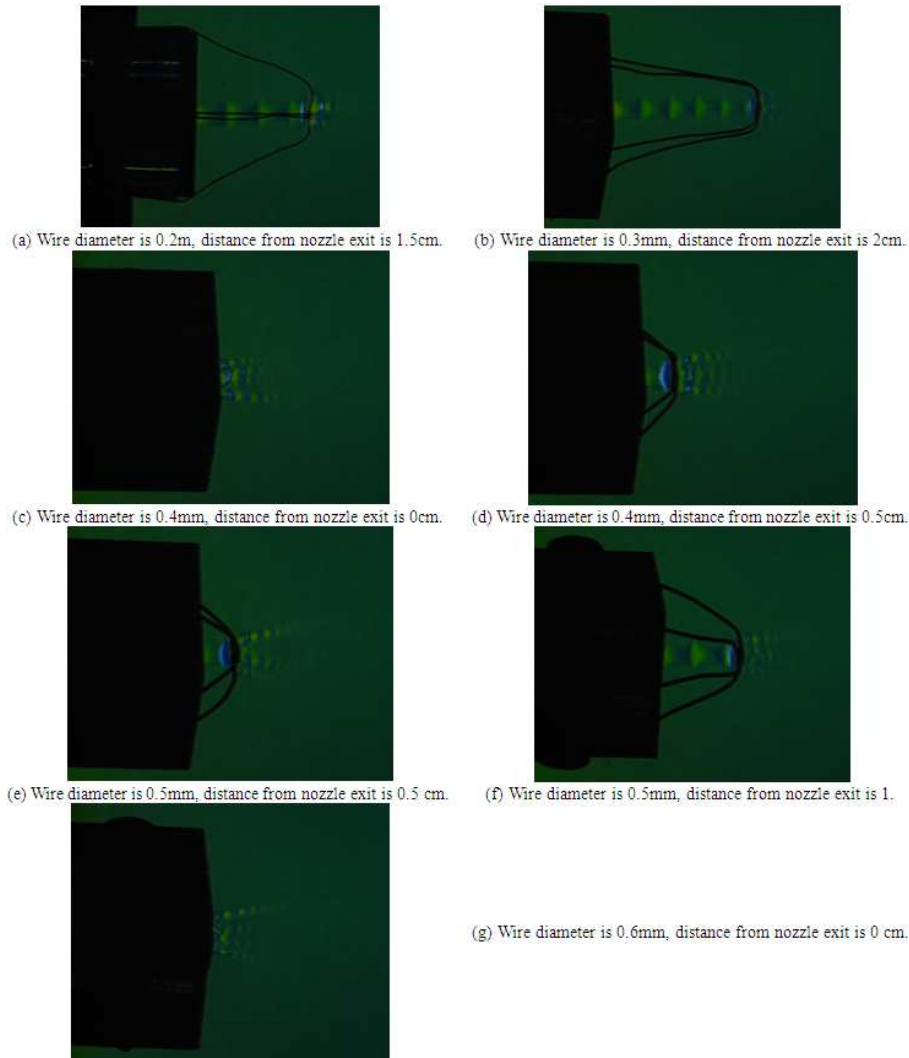 (a) Wire diameter is 0.2m, distance from nozzle exit is 1.5cm.
(b) Wire diameter is 0.3mm, distance from nozzle exit is 2cm.
(c) Wire diameter is 0.4mm, distance from nozzle exit is 0cm.
(d) Wire diameter is 0.4mm, distance from nozzle exit is 0.5cm.
(e) Wire diameter is 0.5mm, distance from nozzle exit is 0.5 cm.
(f) Wire diameter is 0.5mm, distance from nozzle exit is 1.
(g) Wire diameter is 0.6mm, distance from nozzle exit is 0 cm.